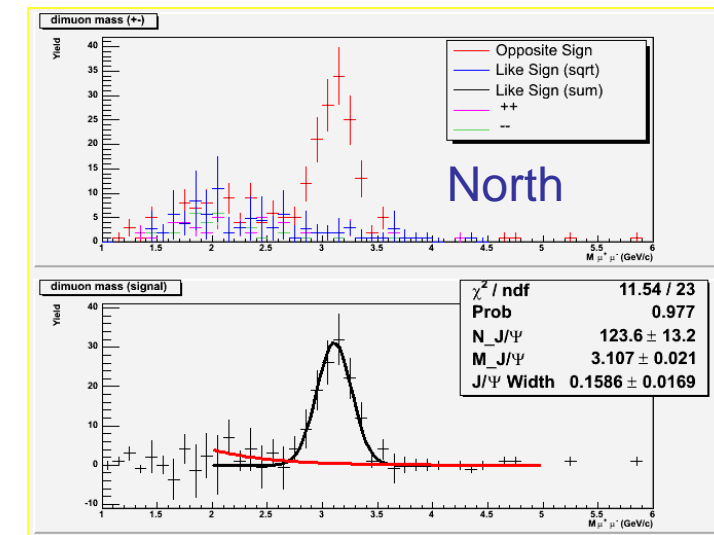 dimuon mass (+-)
Yield
40
35
30
25
20
15
10
5
0
Opposite Sign
Like Sign (sqrt)
Like Sign (sum)
++
--
North
1 1.5 2 2.5 3 3.5 4 4.5 5 5.5 6
M μ⁺ μ⁻ (GeV/c)
dimuon mass (signal)
Yield
40
30
20
10
0
-10
χ² / ndf 11.54 / 23
Prob 0.977
N_J/Ψ 123.6 ± 13.2
M_J/Ψ 3.107 ± 0.021
J/Ψ Width 0.1586 ± 0.0169
1 1.5 2 2.5 3 3.5 4 4.5 5 5.5 6
M μ⁺ μ⁻ (GeV/c)